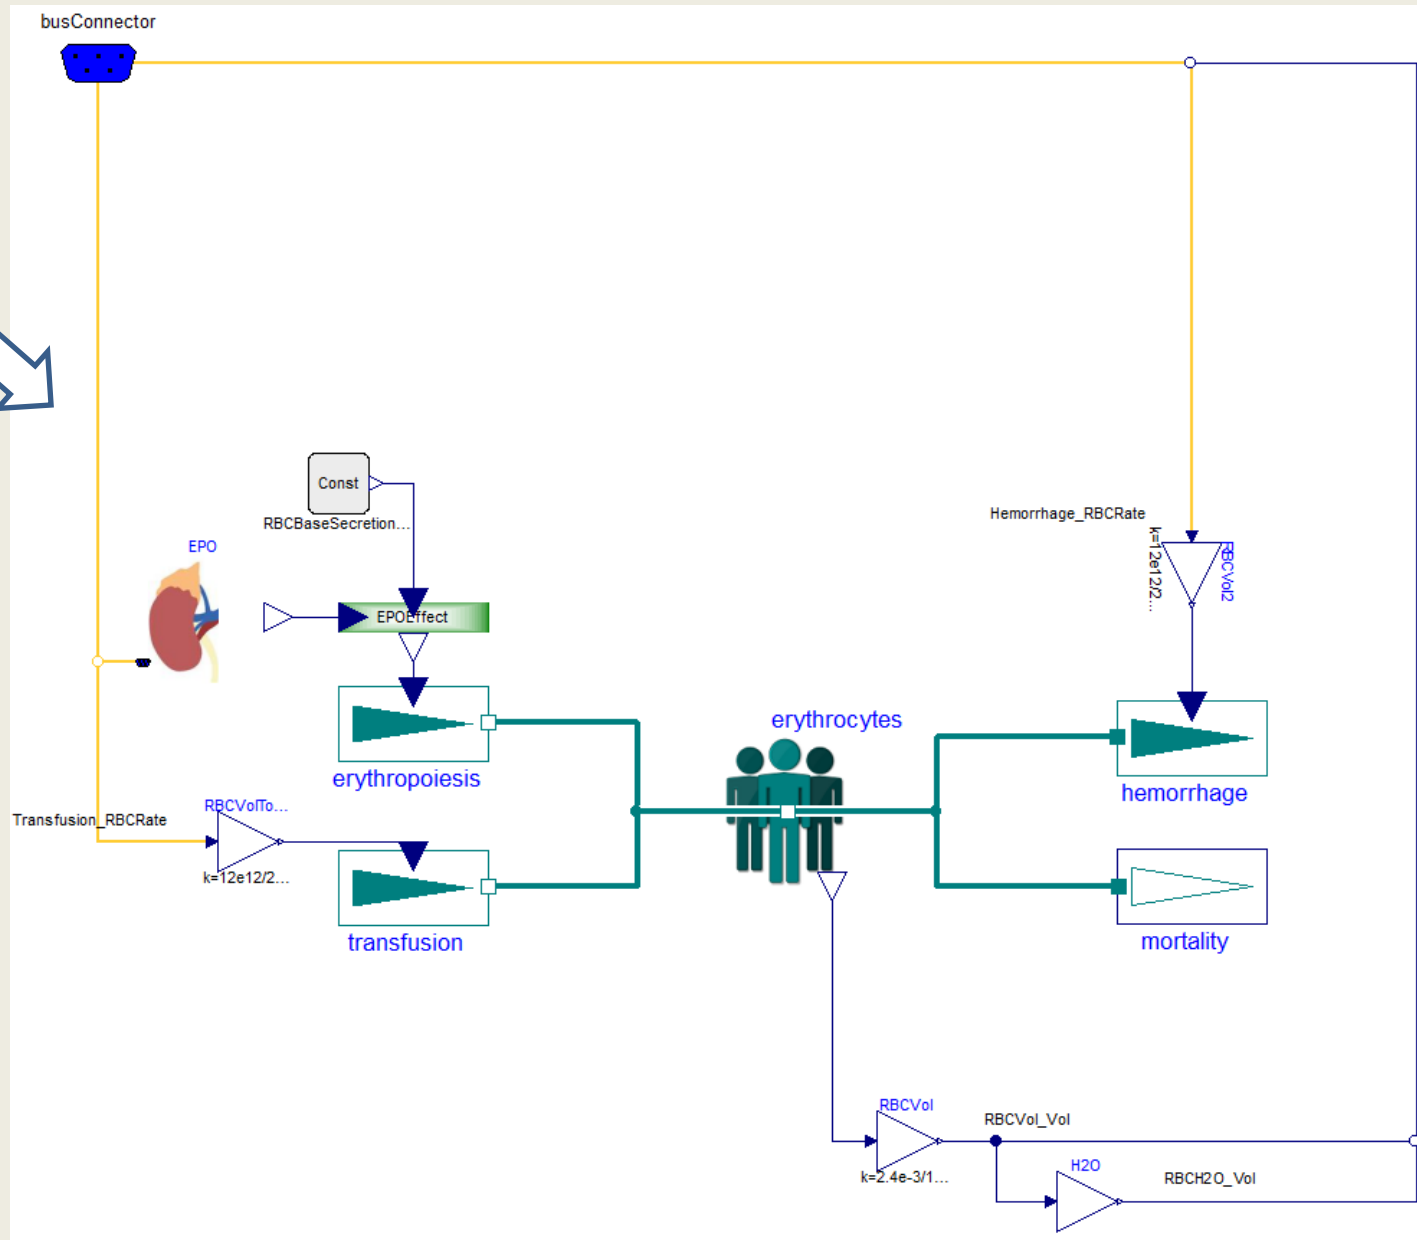 busConnector
Const
RBCBaseSecretion...
Hemorrhage_RBCRate
k=12e12/2...
RBCVol2
EPO
EPOEffect
erythrocytes
erythropoiesis
hemorrhage
RBCVolTo...
Transfusion_RBCRate
k=12e12/2...
transfusion
mortality
RBCVol
RBCVol_Vol
k=2.4e-3/1...
H2O
RBCH2O_Vol